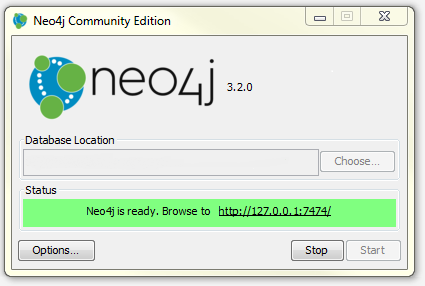 Neo4j Community Edition
neo4j 3.2.0
Database Location
Choose...
Status
Neo4j is ready. Browse to http://127.0.0.1:7474/
Options... Stop Start